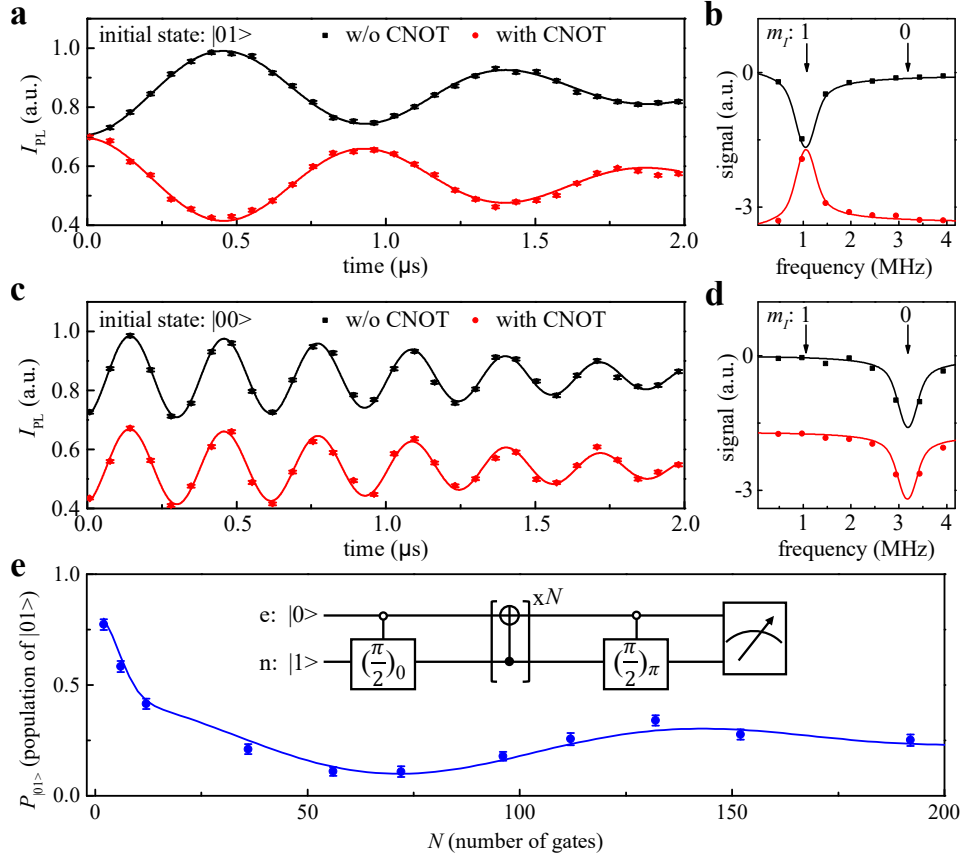 a
initial state: |01> w/o CNOT with CNOT
1.0
0.8
0.6
0.4
I_PL (a.u.)
0.0 0.5 1.0 1.5 2.0
time (μs)
b
m_I: 1 0
0
-3
signal (a.u.)
1 2 3 4
frequency (MHz)
c
initial state: |00> w/o CNOT with CNOT
1.0
0.8
0.6
0.4
I_PL (a.u.)
0.0 0.5 1.0 1.5 2.0
time (μs)
d
m_I: 1 0
0
-3
signal (a.u.)
1 2 3 4
frequency (MHz)
e
1.0
0.5
0.0
P_|01> (population of |01>)
e: |0>
n: |1>
(π/2)_0
xN
(π/2)_π
0 50 100 150 200
N (number of gates)